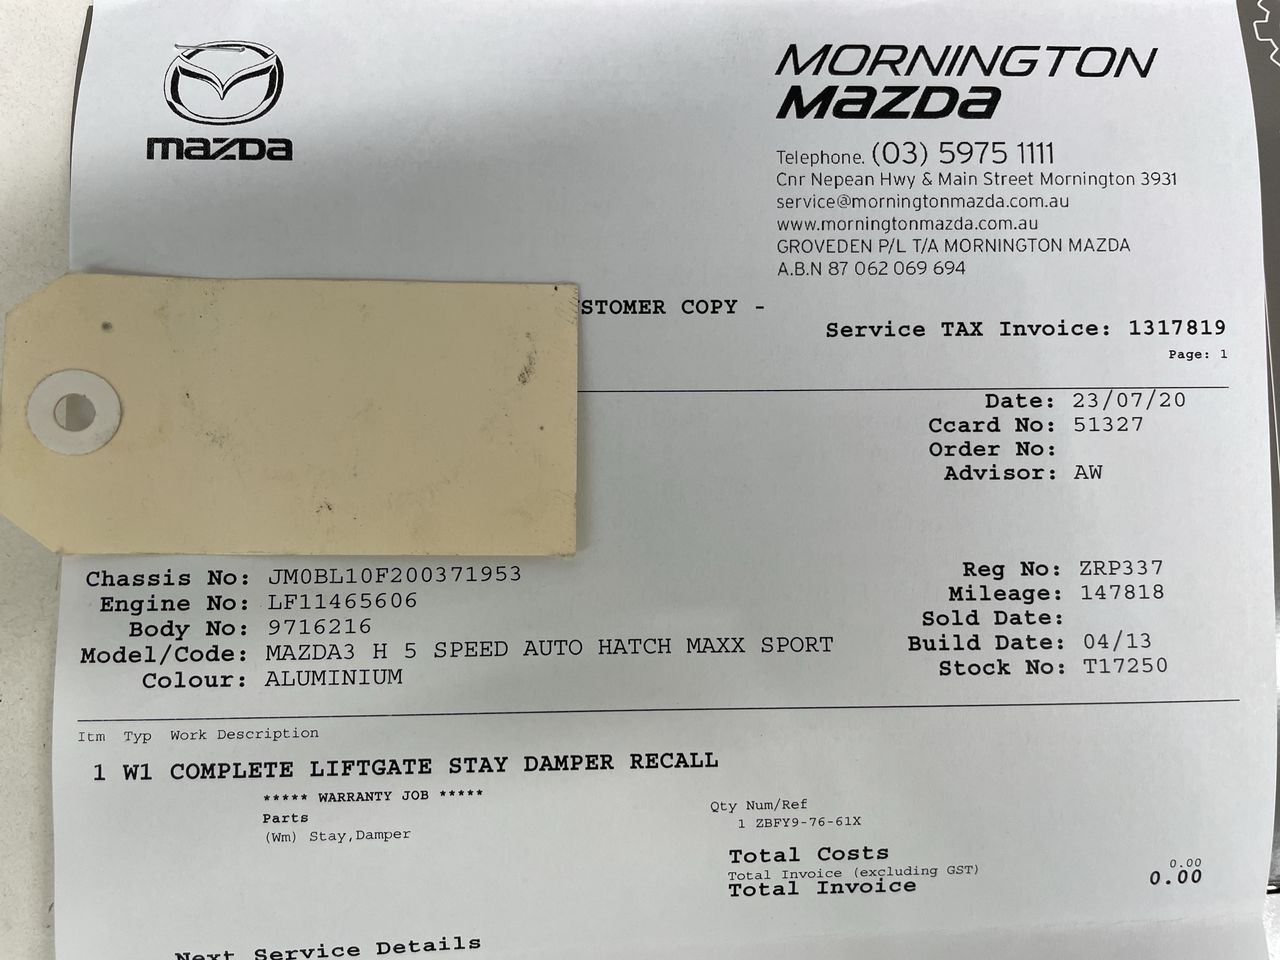 mazda
MORNINGTON
mazda
Telephone. (03) 5975 1111
Cnr Nepean Hwy & Main Street Mornington 3931
service@morningtonmazda.com.au
www.morningtonmazda.com.au
GROVEDEN P/L T/A MORNINGTON MAZDA
A.B.N 87 062 069 694
STOMER COPY -
Service TAX Invoice: 1317819
Page: 1
Date: 23/07/20
Ccard No: 51327
Order No:
Advisor: AW
Chassis No: JM0BL10F200371953
Engine No: LF11465606
Body No: 9716216
Model/Code: MAZDA3 H 5 SPEED AUTO HATCH MAXX SPORT
Colour: ALUMINIUM
Reg No: ZRP337
Mileage: 147818
Sold Date:
Build Date: 04/13
Stock No: T17250
Itm Typ Work Description
1 W1 COMPLETE LIFTGATE STAY DAMPER RECALL
***** WARRANTY JOB *****
Parts Qty Num/Ref
(Wm) Stay,Damper 1 ZBFY9-76-61X
Total Costs
Total Invoice (excluding GST) 0.00
Total Invoice 0.00
Next Service Details